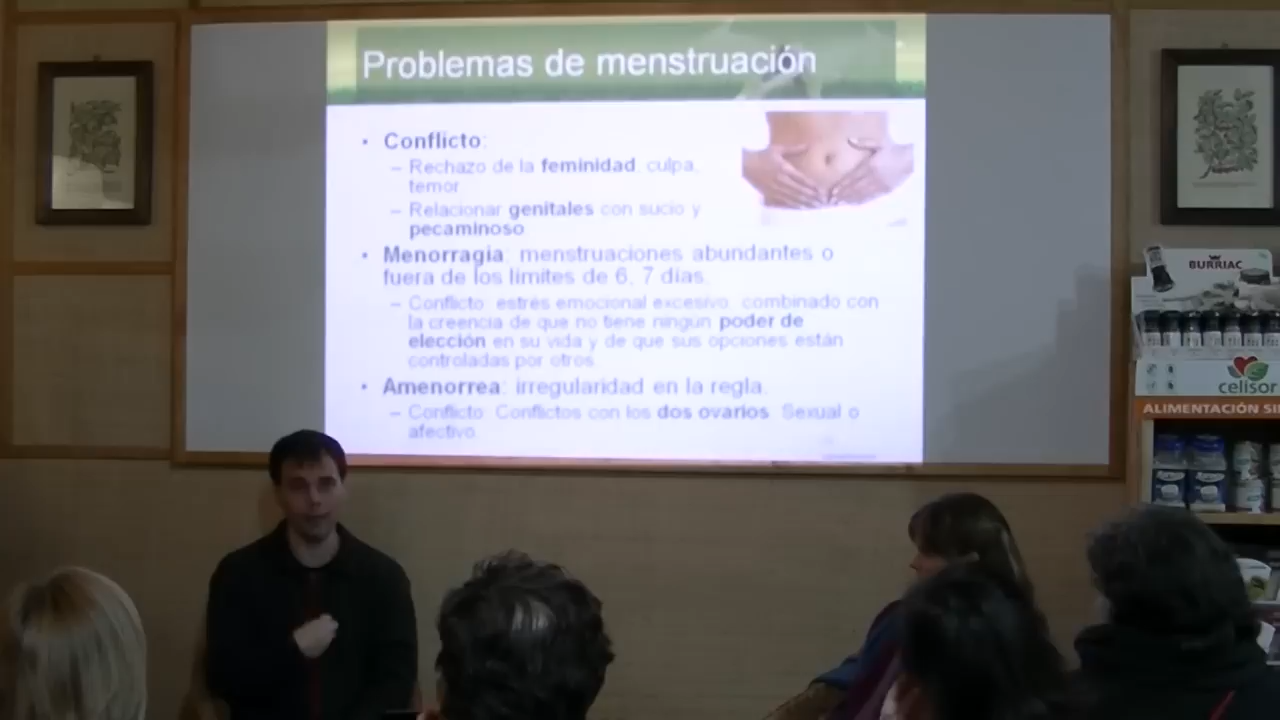 Problemas de menstruación
• Conflicto:
– Rechazo de la feminidad, culpa,
temor
– Relacionar genitales con sucio y
pecaminoso
• Menorragia: menstruaciones abundantes o
fuera de los límites de 6, 7 días.
– Conflicto: estrés emocional excesivo, combinado con
la creencia de que no tiene ningún poder de
elección en su vida y de que sus opciones están
controladas por otros.
• Amenorrea: irregularidad en la regla.
– Conflicto: Conflictos con los dos ovarios. Sexual o
afectivo.
BURRIAC
celisor
ALIMENTACIÓN SI